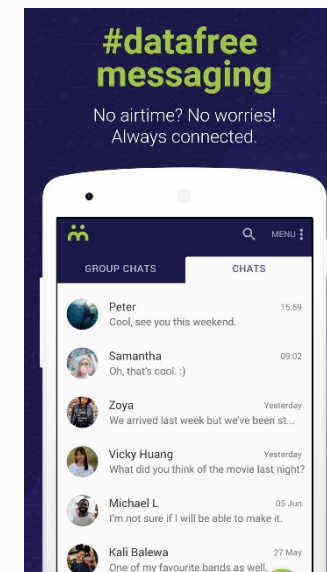 #datafree
messaging
No airtime? No worries!
Always connected.
MENU
GROUP CHATS
CHATS
Peter
15:59
Cool, see you this weekend.
Samantha
09:02
Oh, that's cool. :)
Zoya
Yesterday
We arrived last week but we've been st...
Vicky Huang
Yesterday
What did you think of the movie last night?
Michael L
05 Jun
I'm not sure if I will be able to make it.
Kali Balewa
27 May
One of my favourite bands as well.